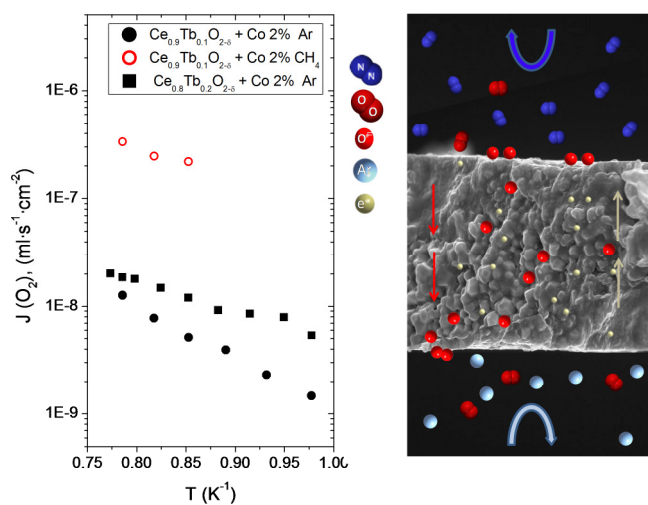 Ce₀.₉Tb₀.₁O₂₋δ + Co 2% Ar
Ce₀.₉Tb₀.₁O₂₋δ + Co 2% CH₄
Ce₀.₈Tb₀.₂O₂₋δ + Co 2% Ar
1E-6
1E-7
1E-8
1E-9
J (O₂), (ml·s⁻¹·cm⁻²)
0.75 0.80 0.85 0.90 0.95 1.00
T (K⁻¹)
N N
O O
O⁼
Ar
e⁻